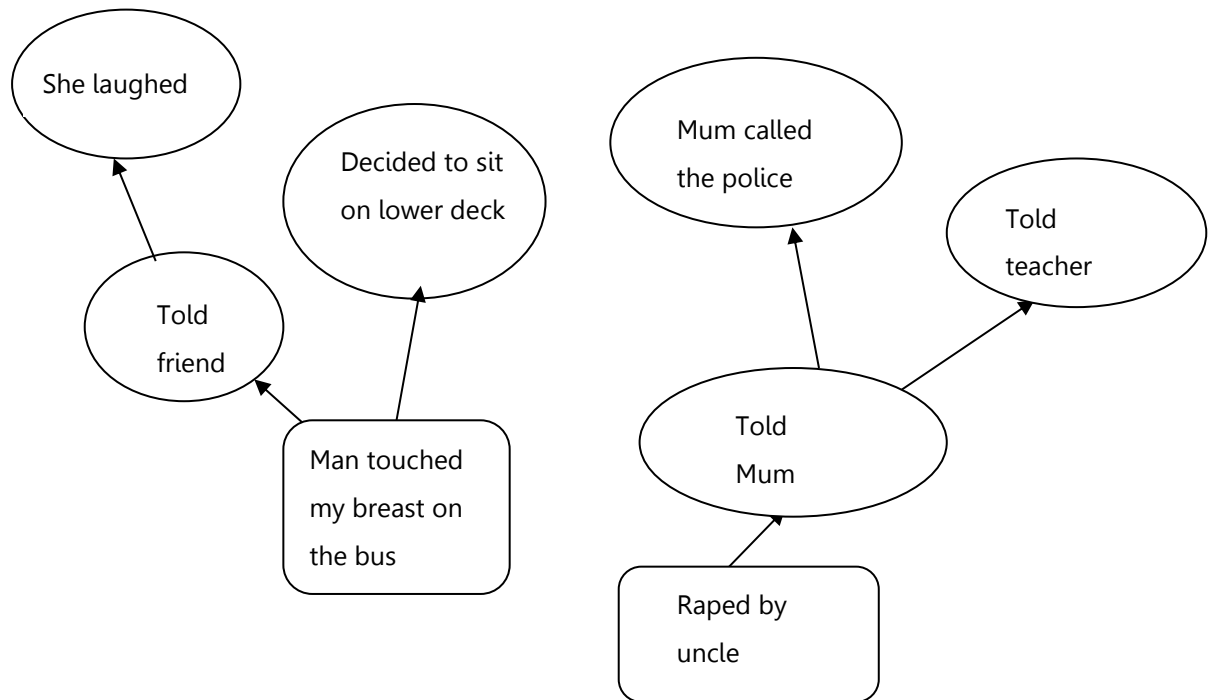 She laughed
Decided to sit
on lower deck
Told
friend
Man touched
my breast on
the bus
Mum called
the police
Told
teacher
Told
Mum
Raped by
uncle